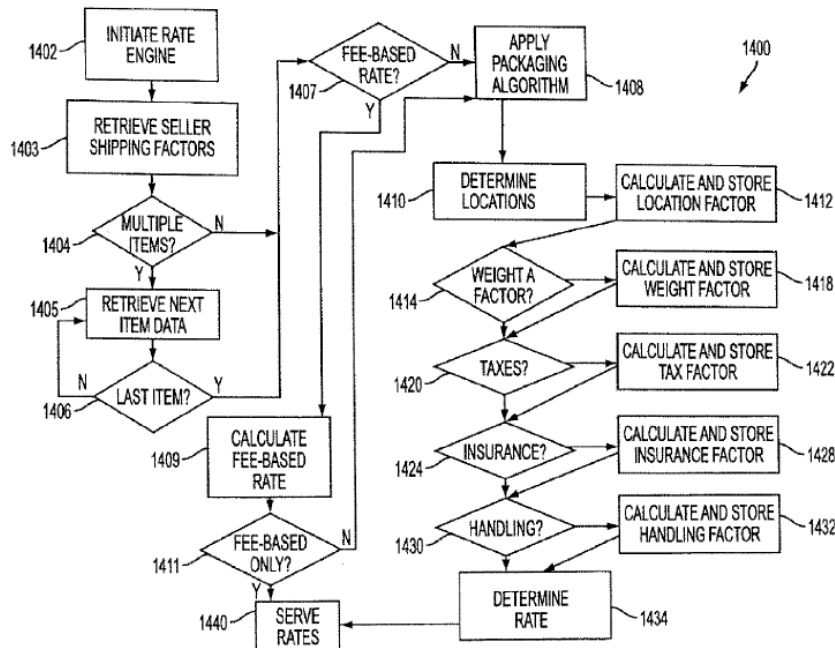 1402
INITIATE RATE
ENGINE
1403
RETRIEVE SELLER
SHIPPING FACTORS
1404
MULTIPLE
ITEMS?
N
Y
1405
RETRIEVE NEXT
ITEM DATA
N
Y
1406
LAST ITEM?
FEE-BASED
RATE?
1407
N
Y
1409
CALCULATE
FEE-BASED
RATE
1411
FEE-BASED
ONLY?
N
Y
1440
SERVE
RATES
APPLY
PACKAGING
ALGORITHM
1408
1400
1410
DETERMINE
LOCATIONS
CALCULATE AND STORE
LOCATION FACTOR
1412
1414
WEIGHT A
FACTOR?
CALCULATE AND STORE
WEIGHT FACTOR
1418
1420
TAXES?
CALCULATE AND STORE
TAX FACTOR
1422
1424
INSURANCE?
CALCULATE AND STORE
INSURANCE FACTOR
1428
1430
HANDLING?
CALCULATE AND STORE
HANDLING FACTOR
1432
DETERMINE
RATE
1434